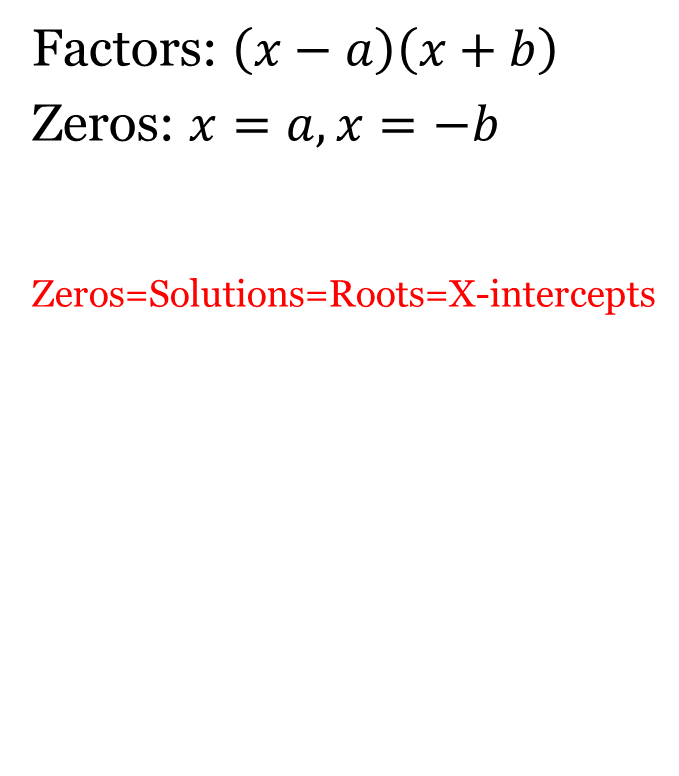 Factors: (x − a)(x + b)
Zeros: x = a, x = −b
Zeros=Solutions=Roots=X-intercepts